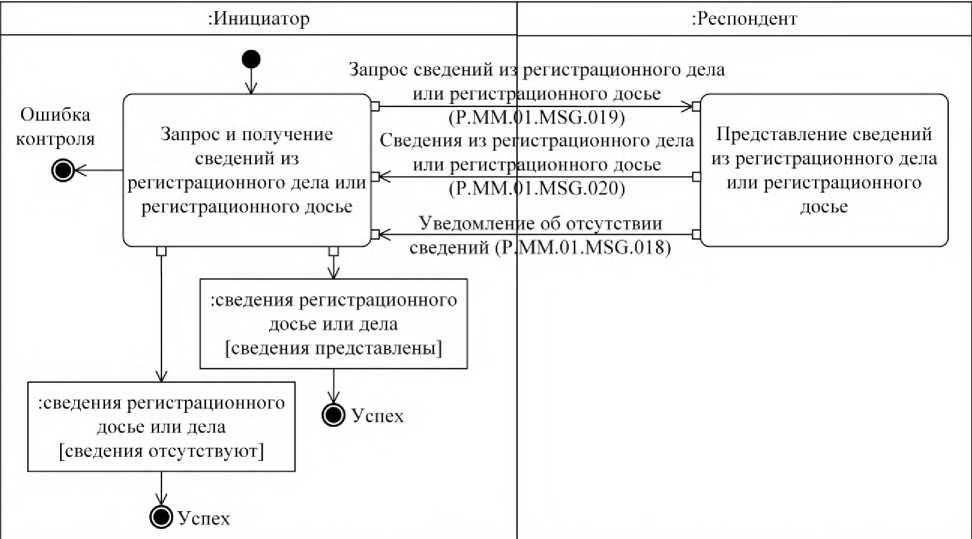 :Инициатор
:Респондент
Запрос сведений из регистрационного дела
или регистрационного досье
(P.MM.01.MSG.019)
Ошибка
контроля
Запрос и получение
сведений из
регистрационного дела или
регистрационного досье
Сведения из регистрационного дела
или регистрационного досье
(P.MM.01.MSG.020)
Представление сведений
из регистрационного дела
или регистрационного
досье
Уведомление об отсутствии
сведений (P.MM.01.MSG.018)
:сведения регистрационного
досье или дела
[сведения представлены]
Успех
:сведения регистрационного
досье или дела
[сведения отсутствуют]
Успех